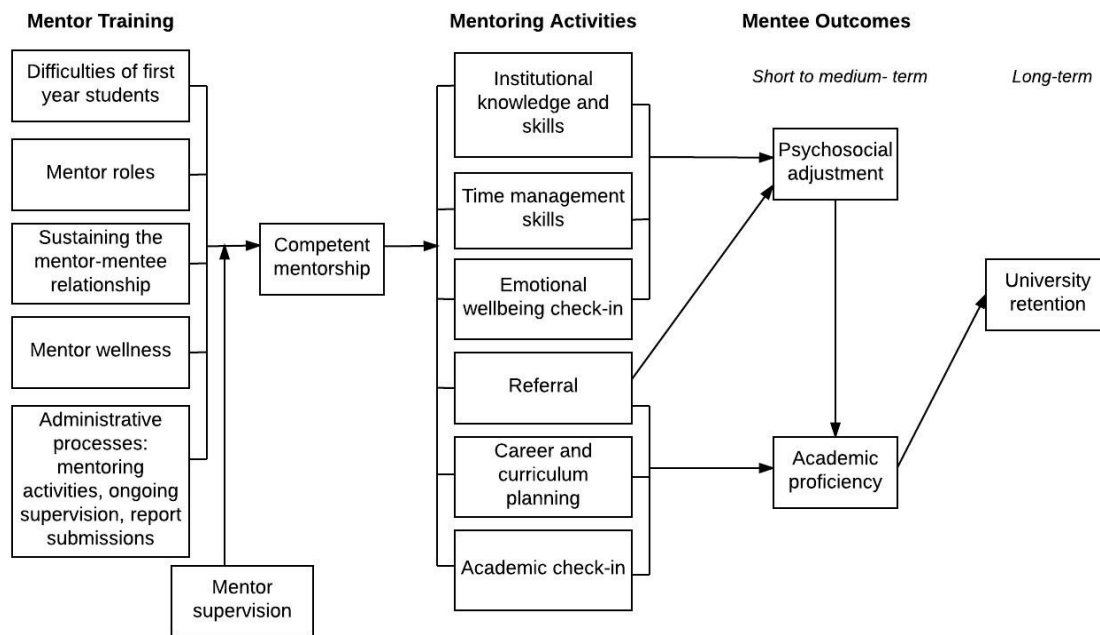 Mentor Training
Mentoring Activities
Mentee Outcomes
Short to medium- term
Long-term
Difficulties of first
year students
Mentor roles
Sustaining the
mentor-mentee
relationship
Mentor wellness
Administrative
processes:
mentoring
activities, ongoing
supervision, report
submissions
Mentor
supervision
Competent
mentorship
Institutional
knowledge and
skills
Time management
skills
Emotional
wellbeing check-in
Referral
Career and
curriculum
planning
Academic check-in
Psychosocial
adjustment
Academic
proficiency
University
retention